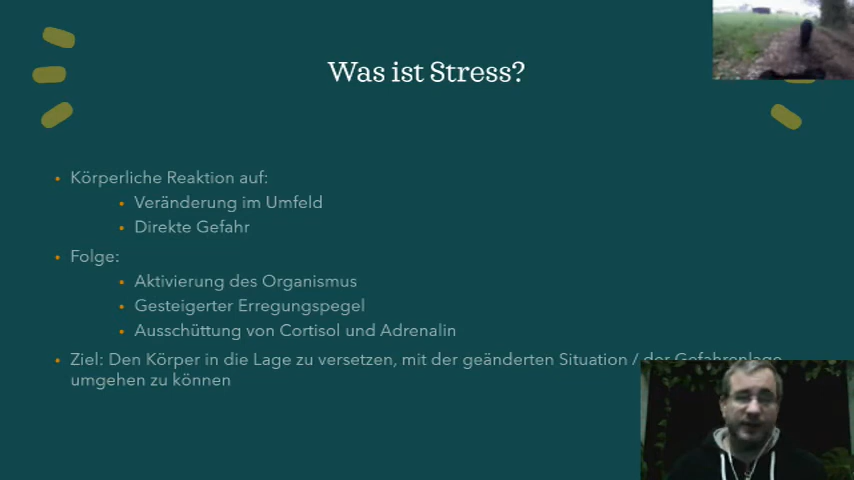 Was ist Stress?
• Körperliche Reaktion auf:
• Veränderung im Umfeld
• Direkte Gefahr
• Folge:
• Aktivierung des Organismus
• Gesteigerter Erregungspegel
• Ausschüttung von Cortisol und Adrenalin
• Ziel: Den Körper in die Lage zu versetzen, mit der geänderten Situation / der Gefahrenlage
umgehen zu können